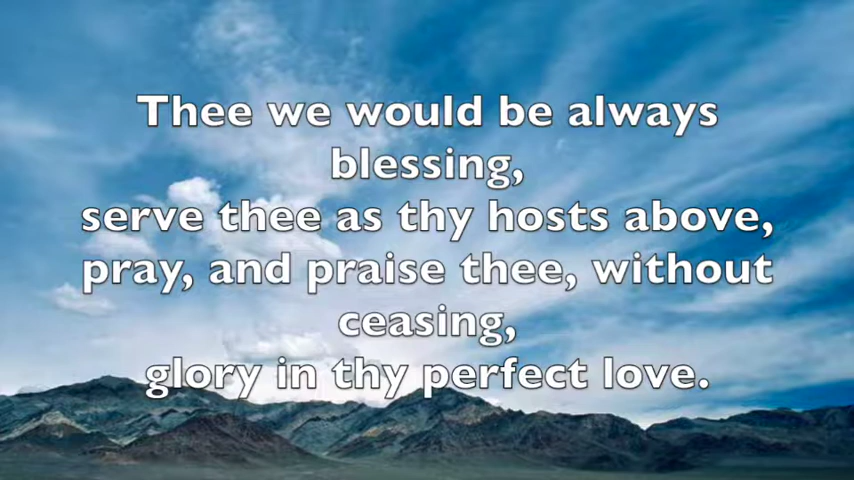 Thee we would be always
blessing,
serve thee as thy hosts above,
pray, and praise thee, without
ceasing,
glory in thy perfect love.